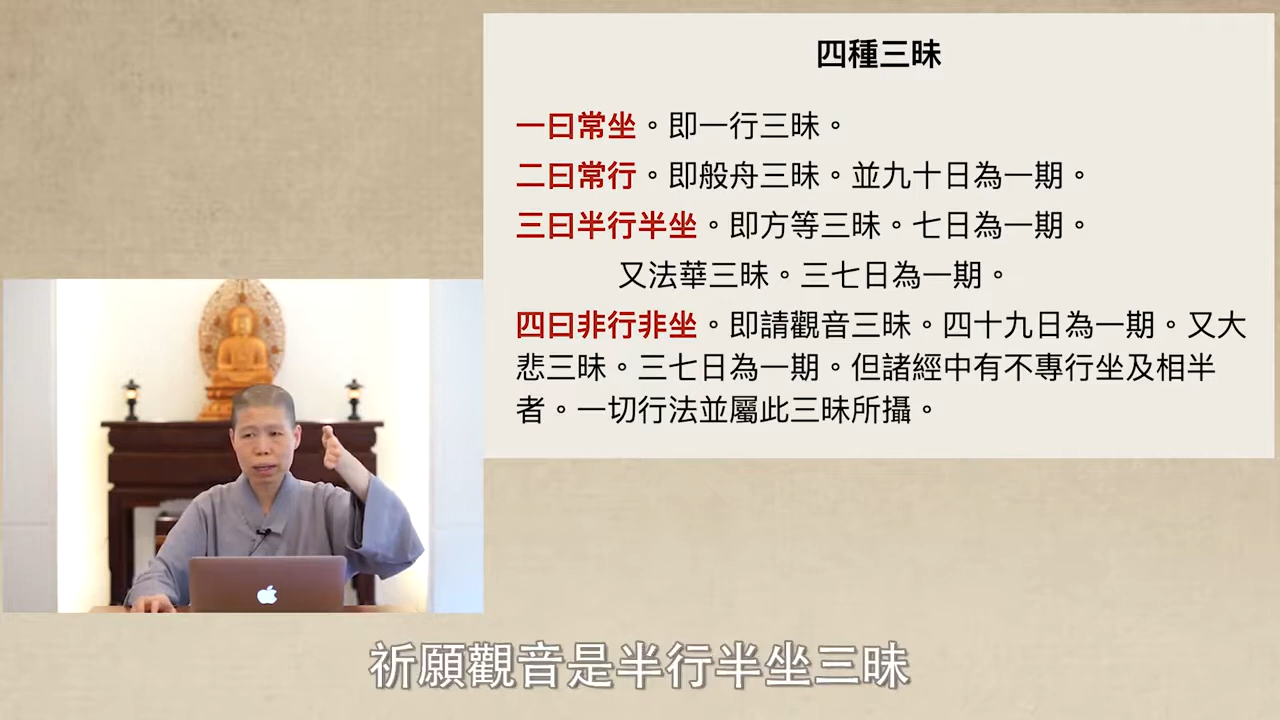 四種三昧
一曰常坐。即一行三昧。
二曰常行。即般舟三昧。並九十日為一期。
三曰半行半坐。即方等三昧。七日為一期。
又法華三昧。三七日為一期。
四曰非行非坐。即請觀音三昧。四十九日為一期。又大
悲三昧。三七日為一期。但諸經中有不專行坐及相半
者。一切行法並屬此三昧所攝。
祈願觀音是半行半坐三昧